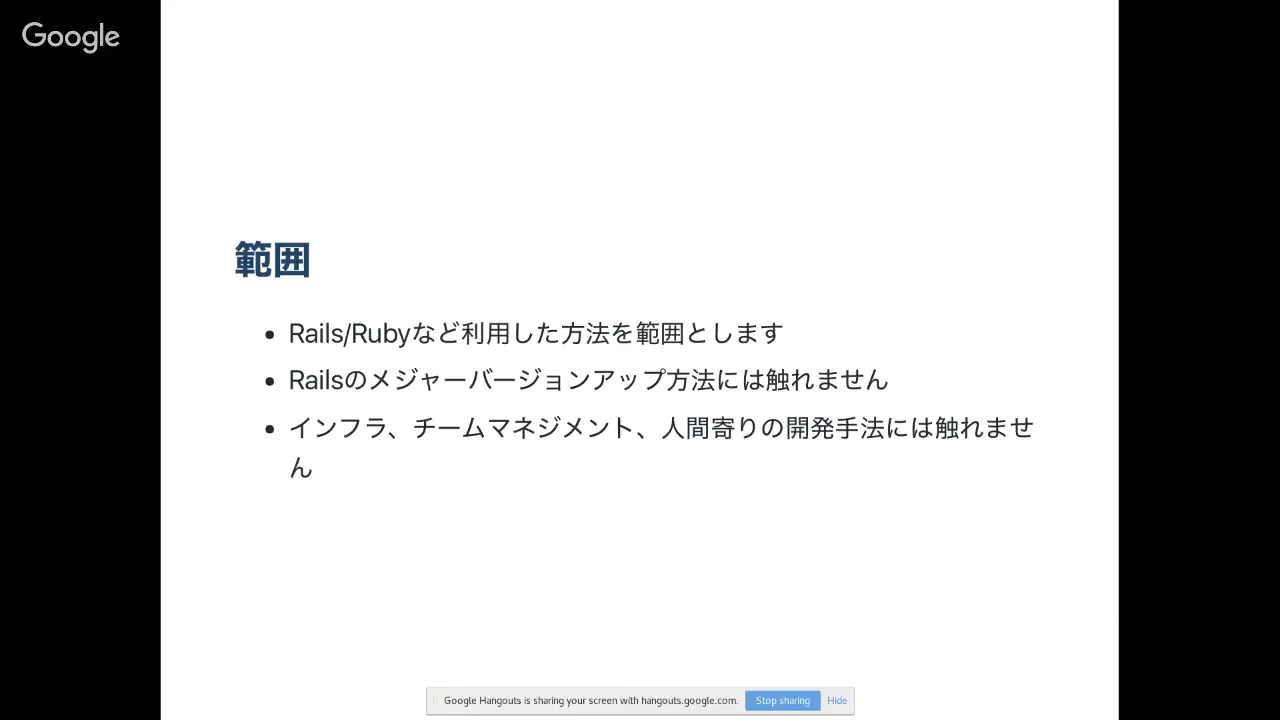 Google
範囲
• Rails/Rubyなど利用した方法を範囲とします
• Railsのメジャーバージョンアップ方法には触れません
• インフラ、チームマネジメント、人間寄りの開発手法には触れませ
ん
Google Hangouts is sharing your screen with hangouts.google.com. Stop sharing Hide